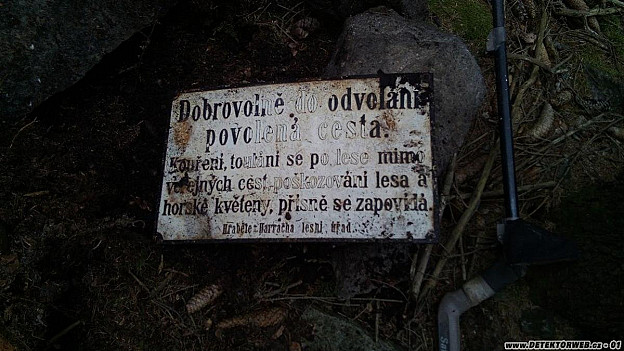 Dobrovolně do odvolání
povolená cesta.
Kouření, toulání se po lese mimo
veřejných cest, poškozování lesa a
horské květeny, přísně se zapovídá.
Hraběte Harracha lesní úřad.
www.DETEKTORWEB.cz - 01